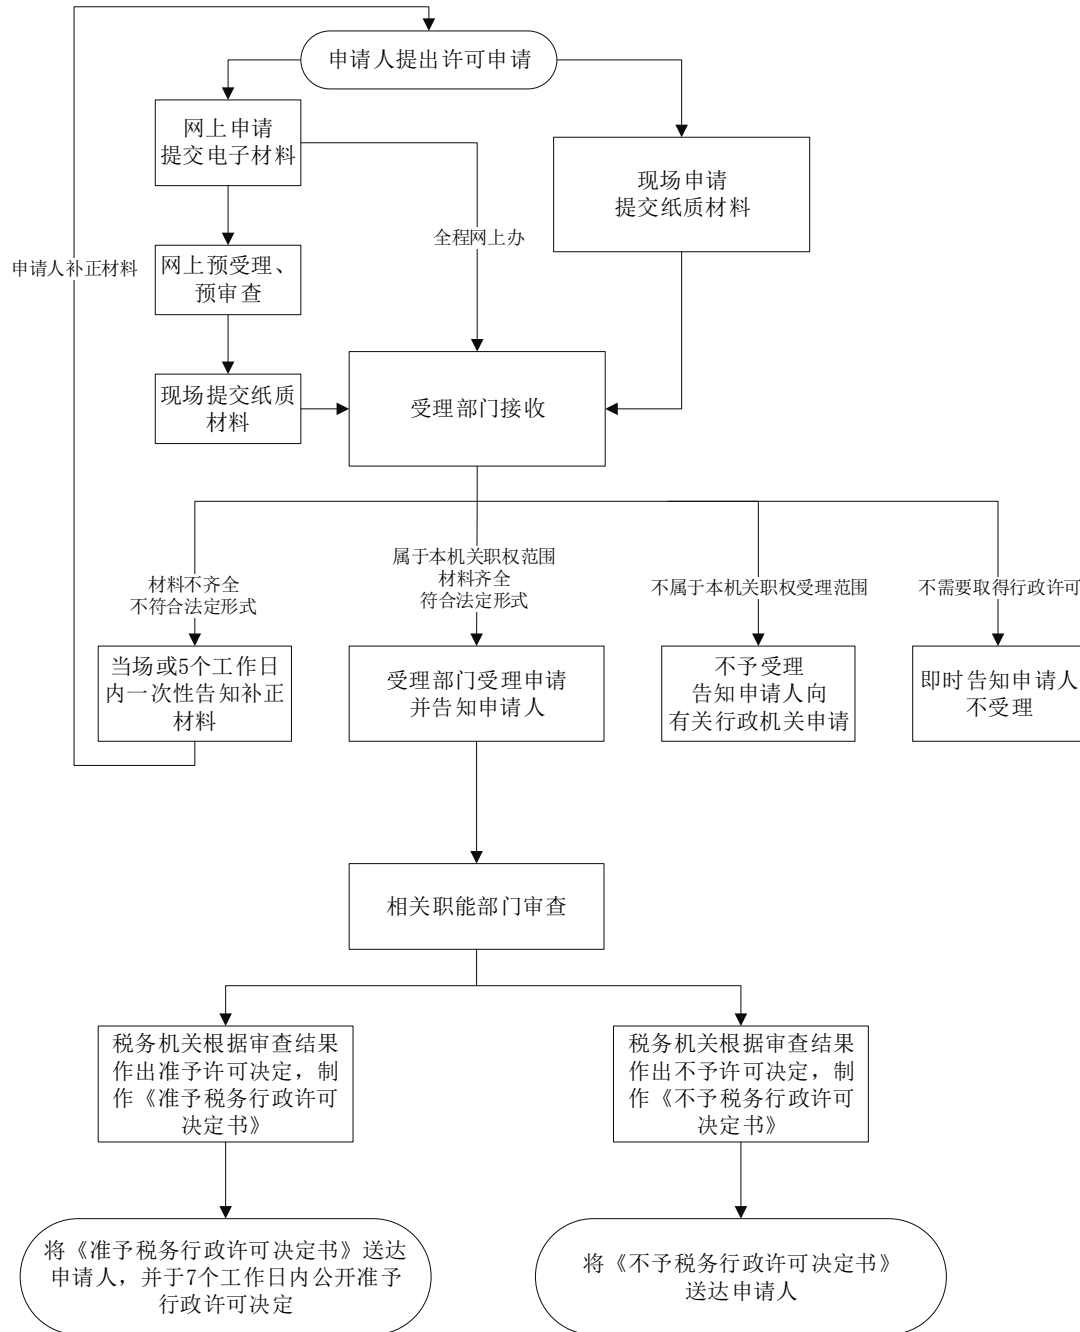 申请人提出许可申请
网上申请
提交电子材料
现场申请
提交纸质材料
全程网上办
申请人补正材料
网上预受理、
预审查
现场提交纸质
材料
受理部门接收
材料不齐全
不符合法定形式
属于本机关职权范围
材料齐全
符合法定形式
不属于本机关职权受理范围
不需要取得行政许可
当场或5个工作日
内一次性告知补正
材料
受理部门受理申请
并告知申请人
不予受理
告知申请人向
有关行政机关申请
即时告知申请人
不受理
相关职能部门审查
税务机关根据审查结果
作出准予许可决定，制
作《准予税务行政许可
决定书》
税务机关根据审查结果
作出不予许可决定，制
作《不予税务行政许可
决定书》
将《准予税务行政许可决定书》送达
申请人，并于7个工作日内公开准予
行政许可决定
将《不予税务行政许可决定书》
送达申请人